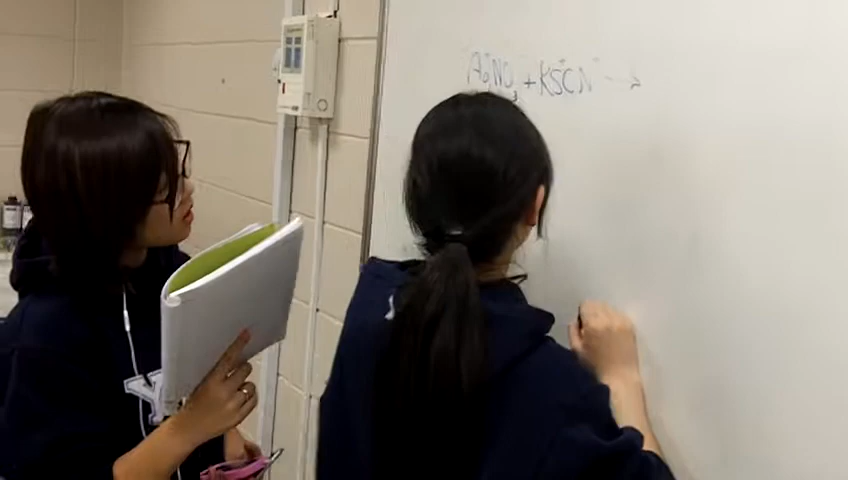 AgNO₃ + KSCN →